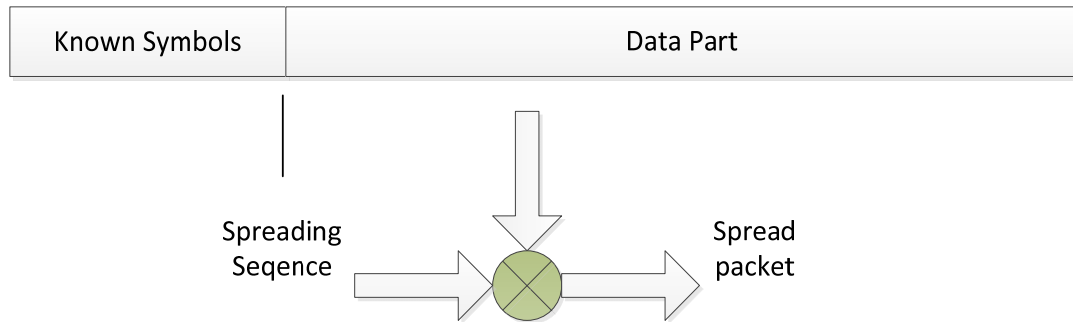 Known Symbols
Data Part
Spreading
Seqence
Spread
packet